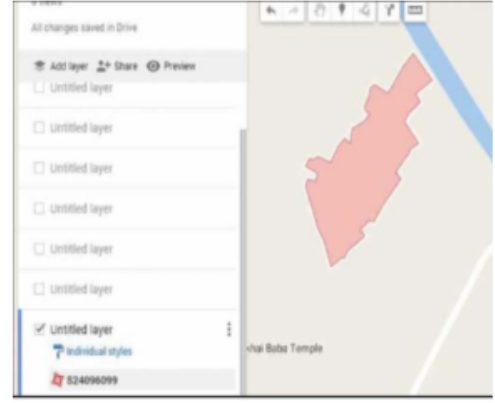 All changes saved in Drive
Add layer Share Preview
Untitled layer
Untitled layer
Untitled layer
Untitled layer
Untitled layer
Untitled layer
Untitled layer
Individual styles
524096099
Baba Temple